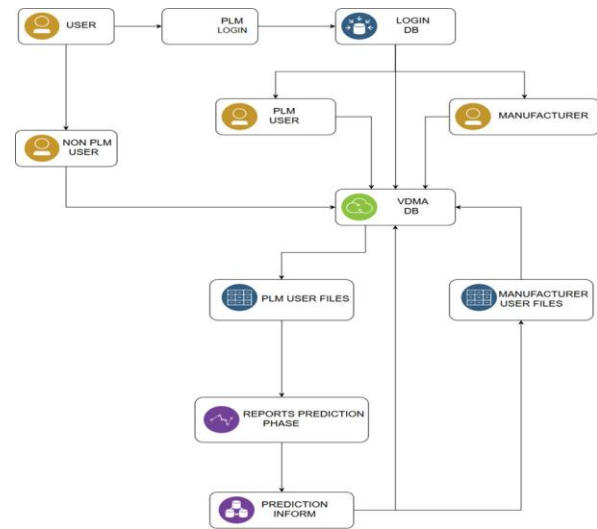 USER
PLM
LOGIN
LOGIN
DB
PLM
USER
MANUFACTURER
NON PLM
USER
VDMA
DB
PLM USER FILES
MANUFACTURER
USER FILES
REPORTS PREDICTION
PHASE
PREDICTION
INFORM